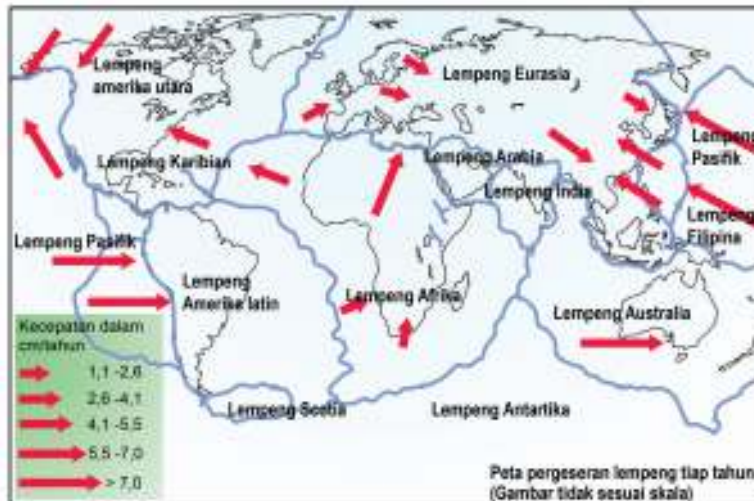 Lempeng
amerika utara
Lempeng Eurasia
Lempeng Karibian
Lempeng Arabia
Lempeng
Pasifik
Lempeng India
Lempeng
Filipina
Lempeng Pasifik
Lempeng
Amerika latin
Lempeng Afrika
Lempeng Australia
Kecepatan dalam
cm/tahun
1,1 -2,6
2,6 -4,1
4,1 -5,5
5,5 -7,0
> 7,0
Lempeng Scotia
Lempeng Antartika
Peta pergeseran lempeng tiap tahun
(Gambar tidak sesuai skala)